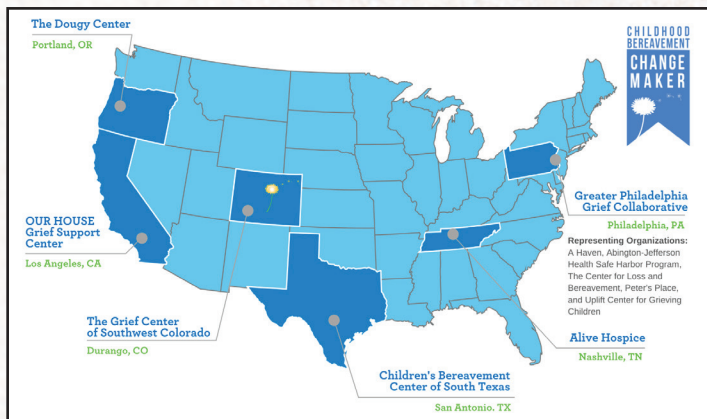 The Dougy Center
Portland, OR
CHILDHOOD
BEREAVEMENT
CHANGE
MAKER
OUR HOUSE
Grief Support
Center
Los Angeles, CA
The Grief Center
of Southwest Colorado
Durango, CO
Children's Bereavement
Center of South Texas
San Antonio. TX
Greater Philadelphia
Grief Collaborative
Philadelphia, PA
Representing Organizations:
A Haven, Abington-Jefferson
Health Safe Harbor Program,
The Center for Loss and
Bereavement, Peter's Place,
and Uplift Center for Grieving
Children
Alive Hospice
Nashville, TN